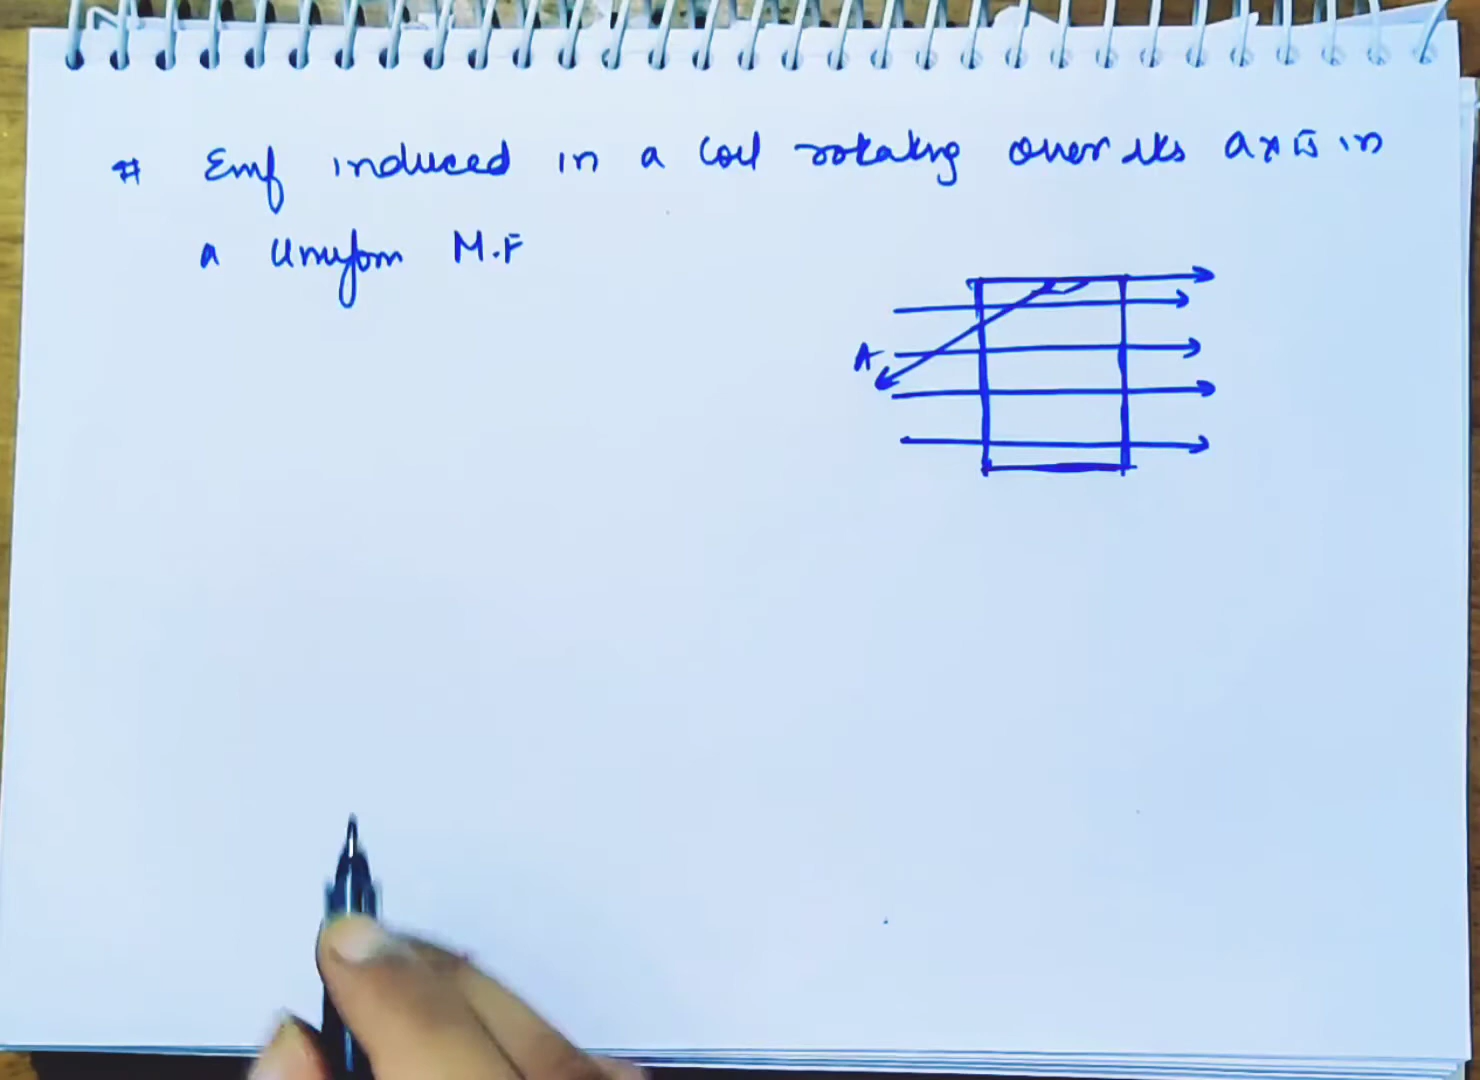 # Emf induced in a coil rotating over its axis in
a Uniform M.F
A